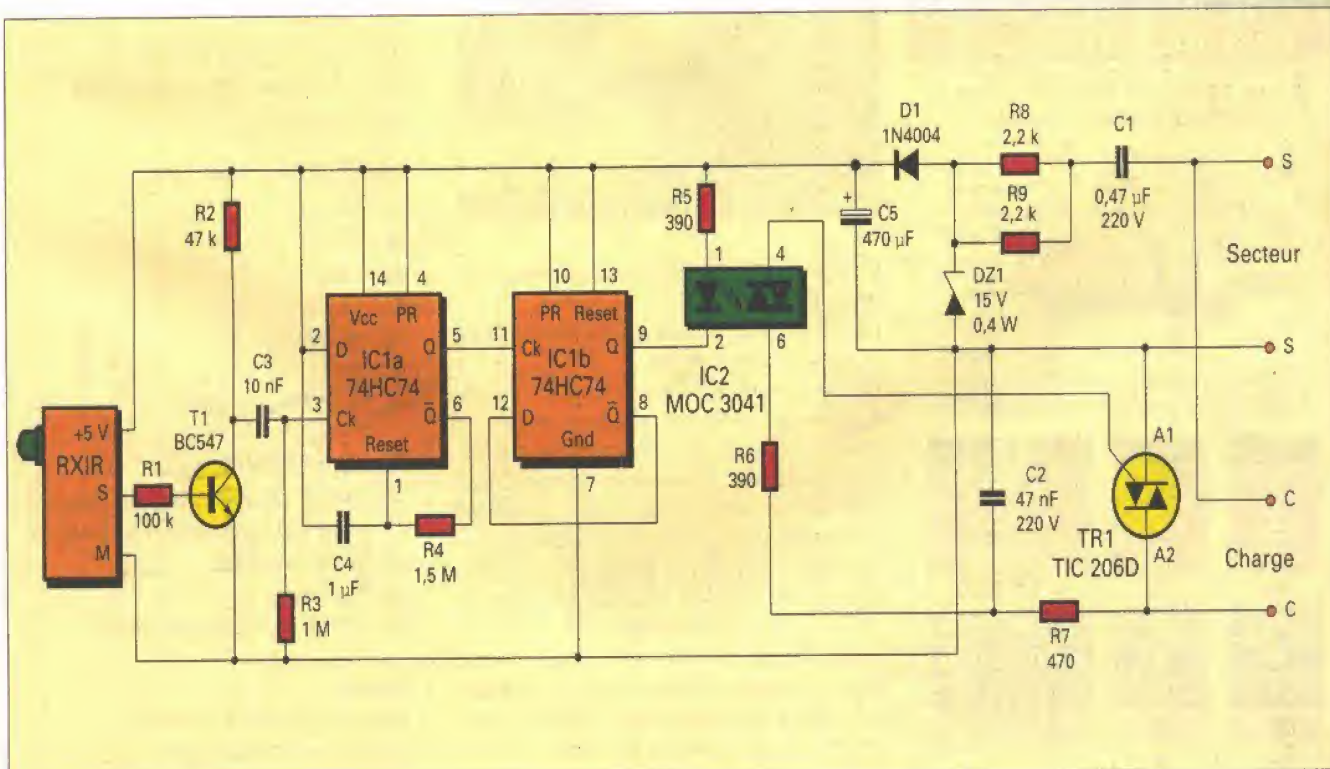 D1
1N4004
R8
2,2 k
C1
0,47 µF
220 V
S
R2
47 k
R5
390
+
C5
470 µF
R9
2,2 k
Secteur
DZ1
15 V
0,4 W
1
4
14
4
10
13
Vcc
PR
PR
Reset
2
D
Q
5
11
Ck
Q
9
2
6
S
IC1a
74HC74
IC1b
74HC74
IC2
MOC 3041
C3
10 nF
3
Ck
Q̄
6
12
D
Q̄
8
Reset
Gnd
1
7
+5 V
RXIR
S
M
T1
BC547
R1
100 k
R6
390
C2
47 nF
220 V
A1
C
TR1
TIC 206D
A2
Charge
C4
1 µF
R4
1,5 M
R3
1 M
R7
470
C